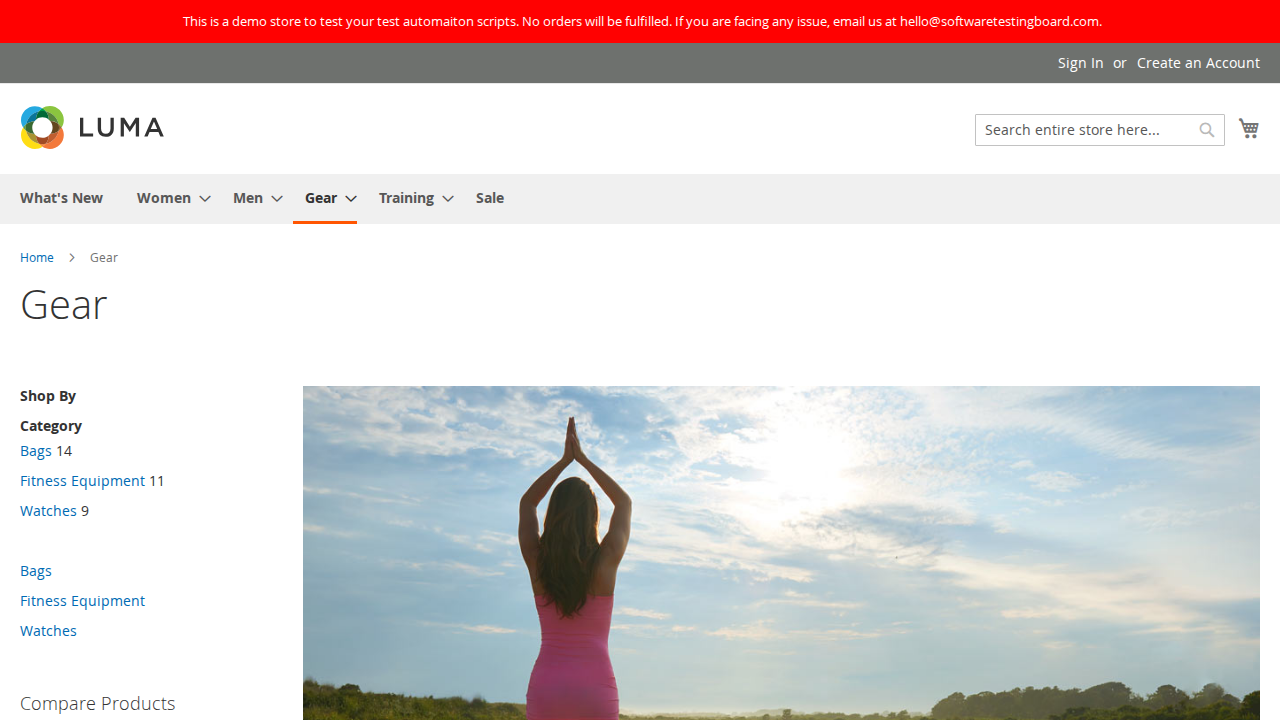 This is a demo store to test your test automaiton scripts. No orders will be fulfilled. If you are facing any issue, email us at hello@softwaretestingboard.com.
Sign In or Create an Account
LUMA
Search entire store here...
What's New Women Men Gear Training Sale
Home Gear
Gear
Shop By
Category
Bags 14
Fitness Equipment 11
Watches 9
Bags
Fitness Equipment
Watches
Compare Products